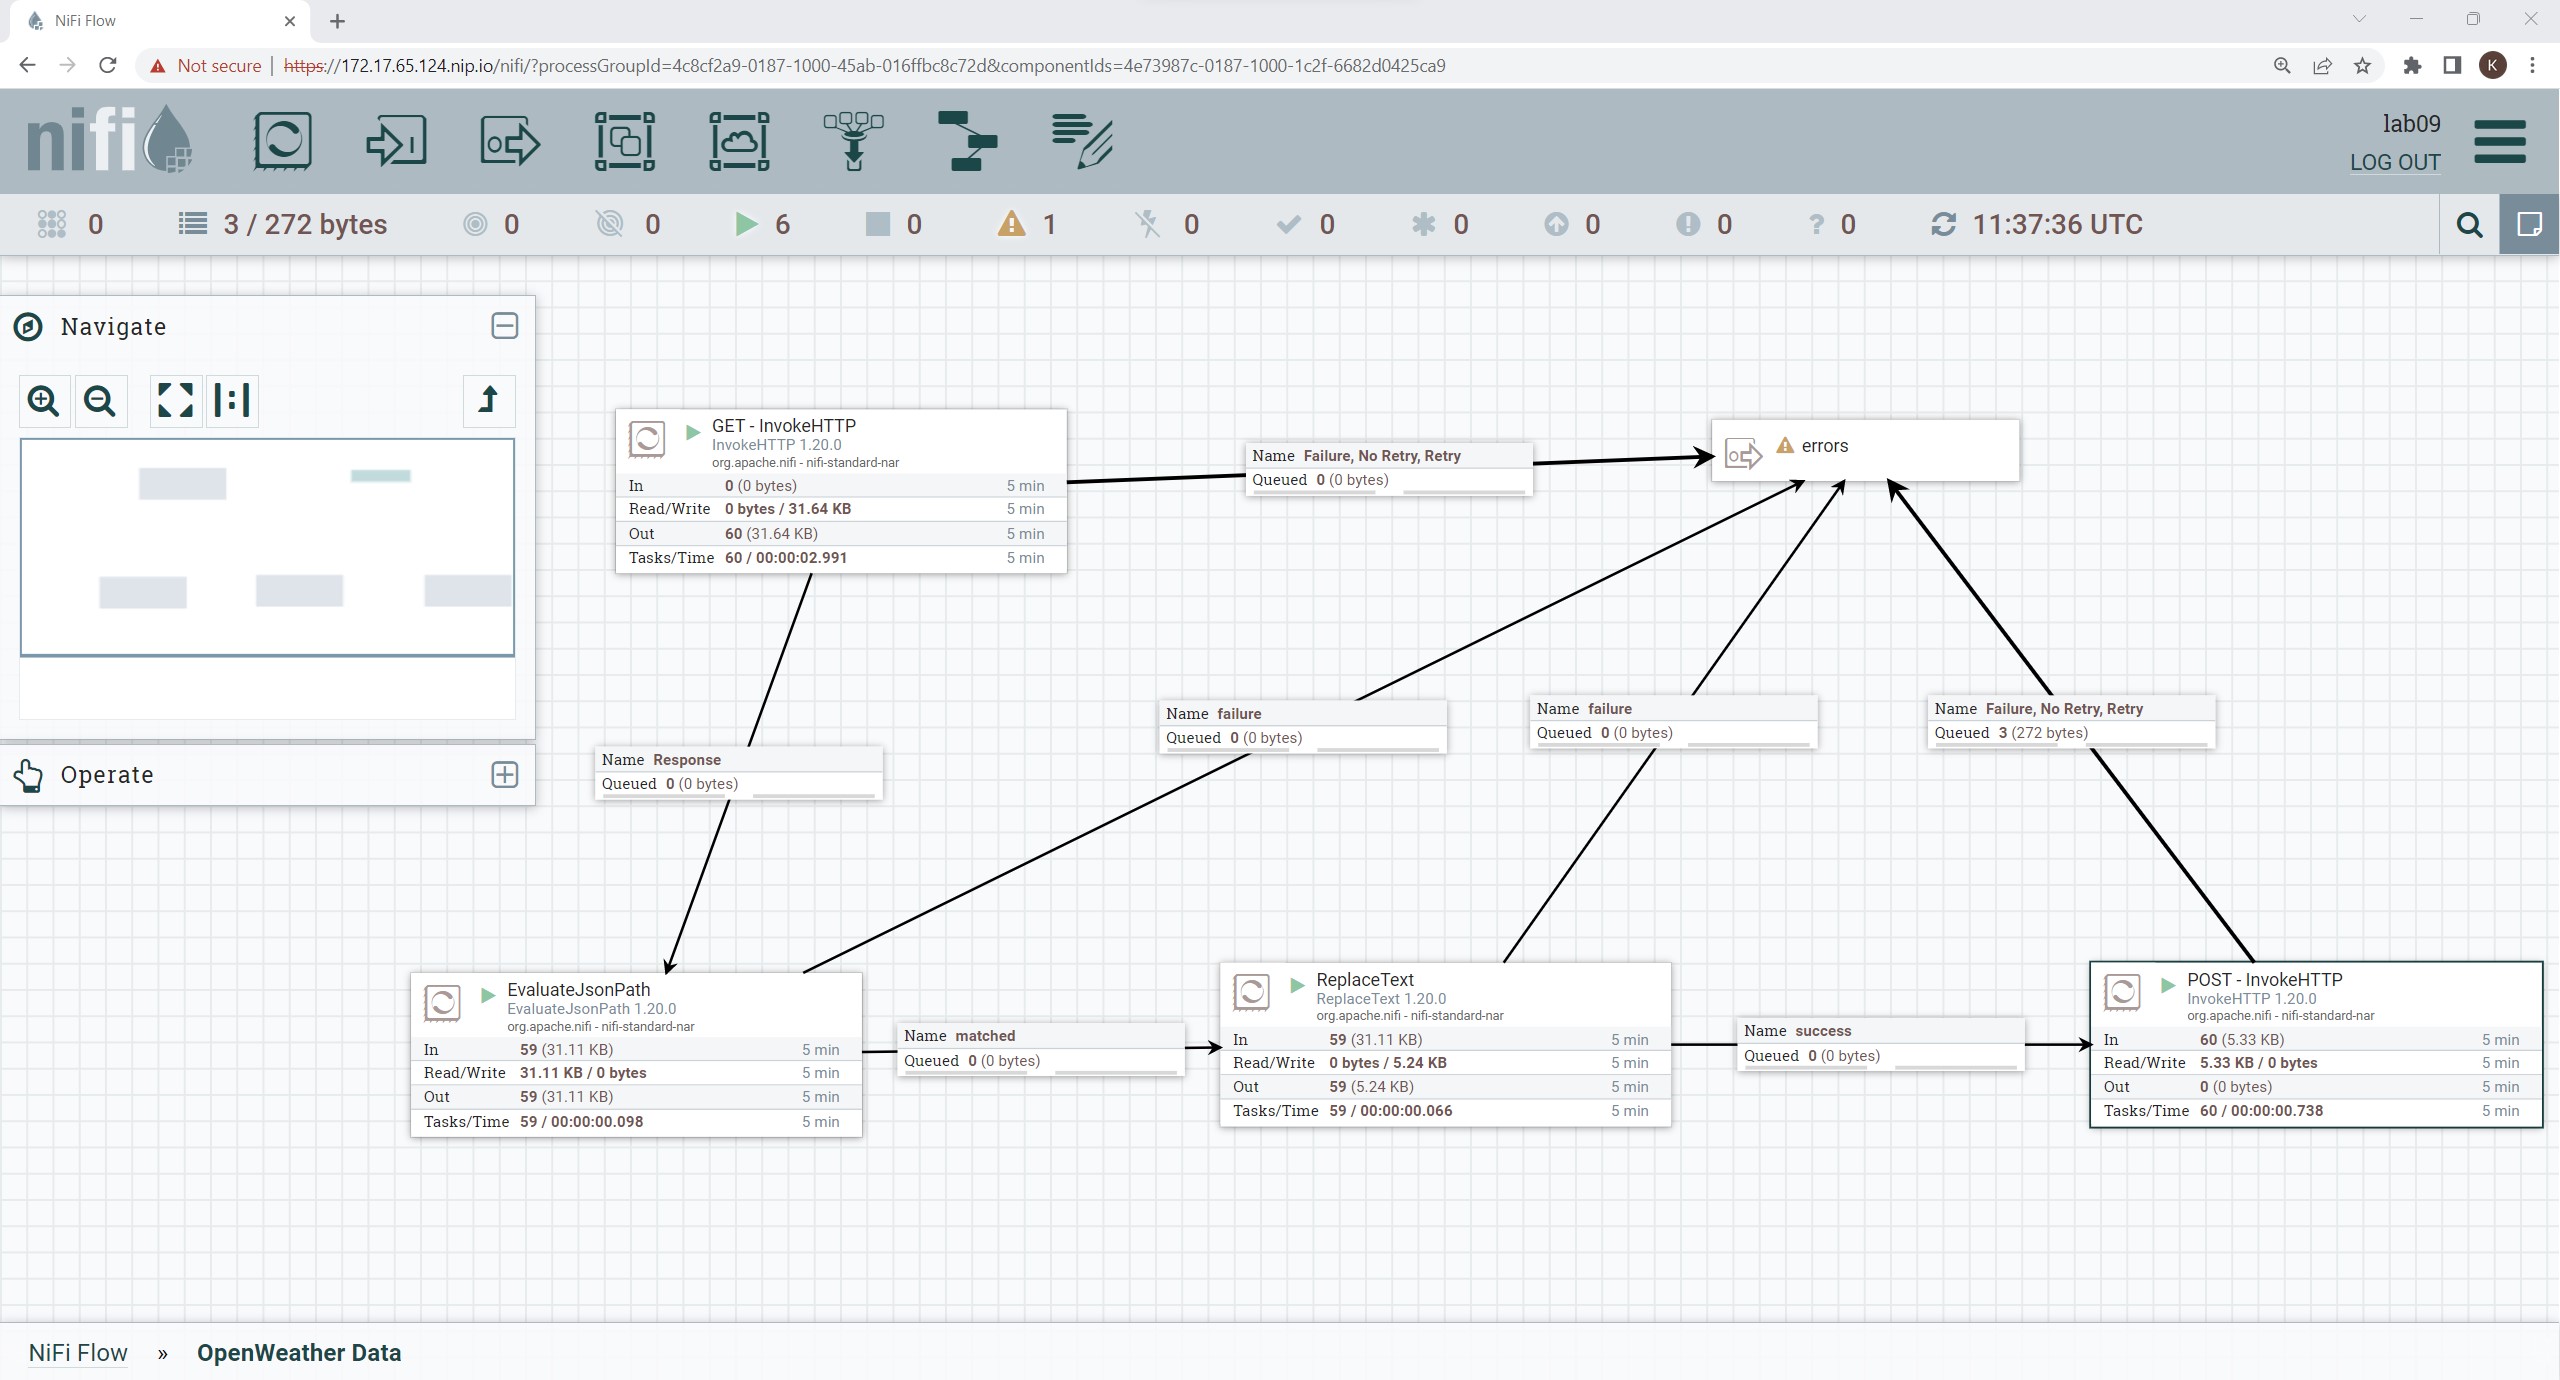 NiFi Flow
Not secure | https://172.17.65.124.nip.io/nifi/?processGroupId=4c8cf2a9-0187-1000-45ab-016ffbc8c72d&componentIds=4e73987c-0187-1000-1c2f-6682d0425ca9
K
nifi
lab09
LOG OUT
0 3 / 272 bytes 0 0 6 0 1 0 0 0 0 0 ? 0 11:37:36 UTC
Navigate
Operate
GET - InvokeHTTP
InvokeHTTP 1.20.0
org.apache.nifi - nifi-standard-nar
In 0 (0 bytes) 5 min
Read/Write 0 bytes / 31.64 KB 5 min
Out 60 (31.64 KB) 5 min
Tasks/Time 60 / 00:00:02.991 5 min
Name Failure, No Retry, Retry
Queued 0 (0 bytes)
errors
Name Response
Queued 0 (0 bytes)
Name failure
Queued 0 (0 bytes)
Name failure
Queued 0 (0 bytes)
Name Failure, No Retry, Retry
Queued 3 (272 bytes)
EvaluateJsonPath
EvaluateJsonPath 1.20.0
org.apache.nifi - nifi-standard-nar
In 59 (31.11 KB) 5 min
Read/Write 31.11 KB / 0 bytes 5 min
Out 59 (31.11 KB) 5 min
Tasks/Time 59 / 00:00:00.098 5 min
Name matched
Queued 0 (0 bytes)
ReplaceText
ReplaceText 1.20.0
org.apache.nifi - nifi-standard-nar
In 59 (31.11 KB) 5 min
Read/Write 0 bytes / 5.24 KB 5 min
Out 59 (5.24 KB) 5 min
Tasks/Time 59 / 00:00:00.066 5 min
Name success
Queued 0 (0 bytes)
POST - InvokeHTTP
InvokeHTTP 1.20.0
org.apache.nifi - nifi-standard-nar
In 60 (5.33 KB) 5 min
Read/Write 5.33 KB / 0 bytes 5 min
Out 0 (0 bytes) 5 min
Tasks/Time 60 / 00:00:00.738 5 min
NiFi Flow » OpenWeather Data